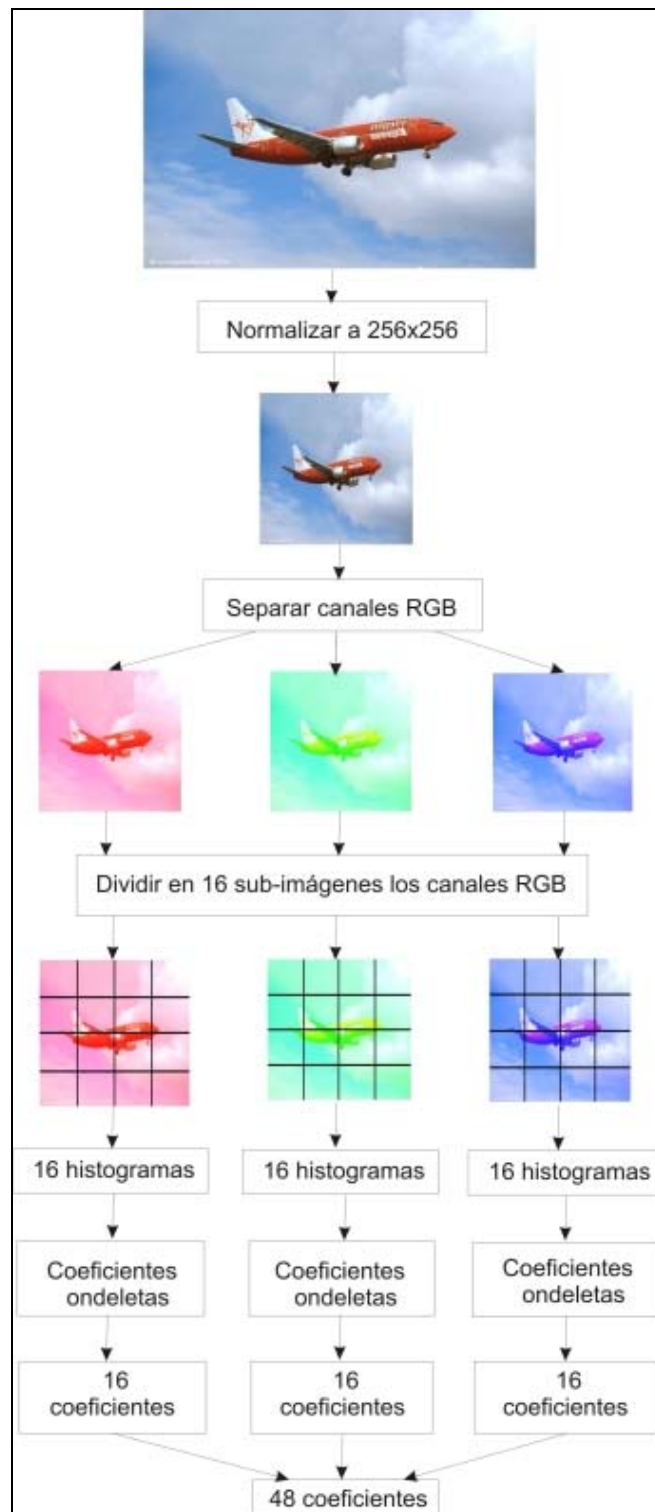 Normalizar a 256x256
Separar canales RGB
Dividir en 16 sub-imágenes los canales RGB
16 histogramas
16 histogramas
16 histogramas
Coeficientes
ondeletas
Coeficientes
ondeletas
Coeficientes
ondeletas
16
coeficientes
16
coeficientes
16
coeficientes
48 coeficientes